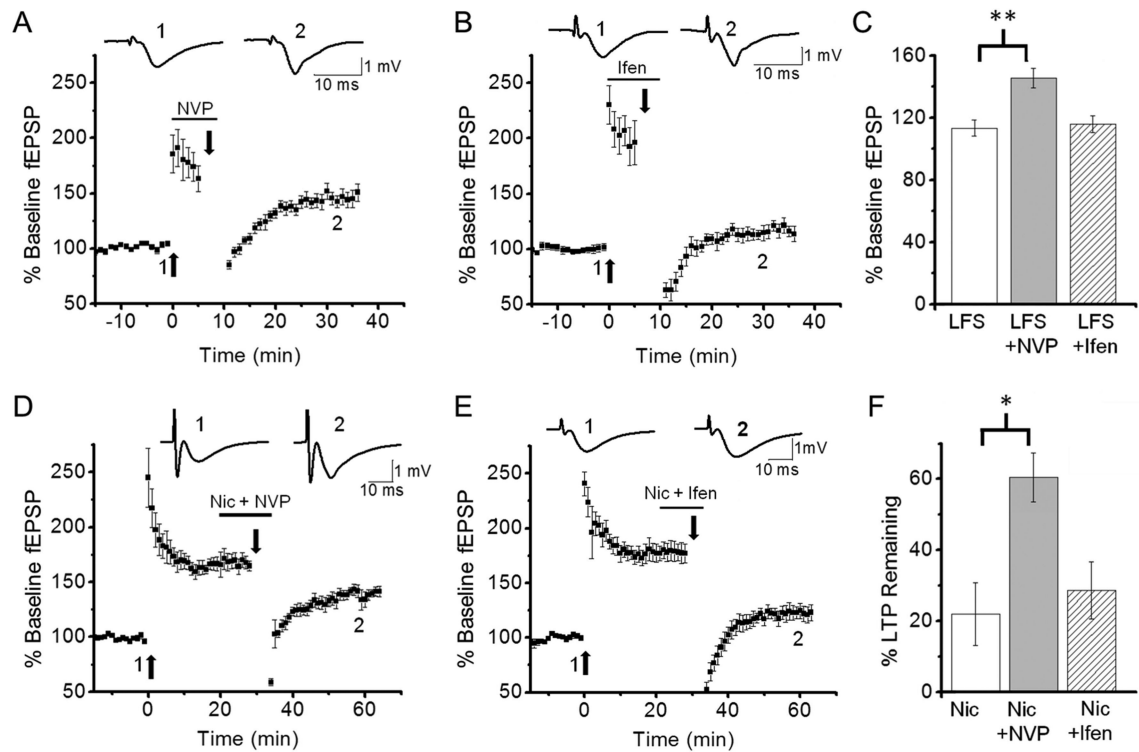 A
1
2
1 mV
10 ms
% Baseline fEPSP
250
200
150
100
50
NVP
1
2
-10 0 10 20 30 40
Time (min)
B
1
2
1 mV
10 ms
% Baseline fEPSP
250
200
150
100
50
Ifen
1
2
-10 0 10 20 30 40
Time (min)
C
**
% Baseline fEPSP
160
120
80
40
0
LFS
LFS
+NVP
LFS
+Ifen
D
1
2
1 mV
10 ms
% Baseline fEPSP
250
200
150
100
50
Nic + NVP
1
2
0 20 40 60
Time (min)
E
1
2
1 mV
10 ms
% Baseline fEPSP
250
200
150
100
50
Nic + Ifen
1
2
0 20 40 60
Time (min)
F
*
% LTP Remaining
60
40
20
0
Nic
Nic
+NVP
Nic
+Ifen